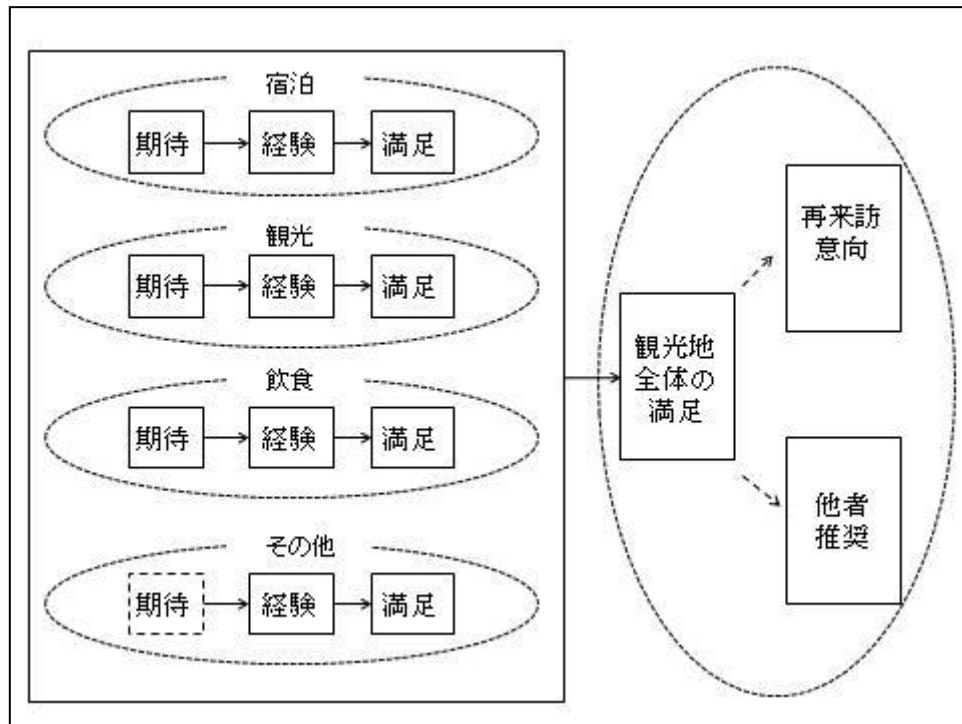 宿泊
期待
経験
満足
観光
期待
経験
満足
飲食
期待
経験
満足
その他
期待
経験
満足
観光地
全体の
満足
再来訪
意向
他者
推奨